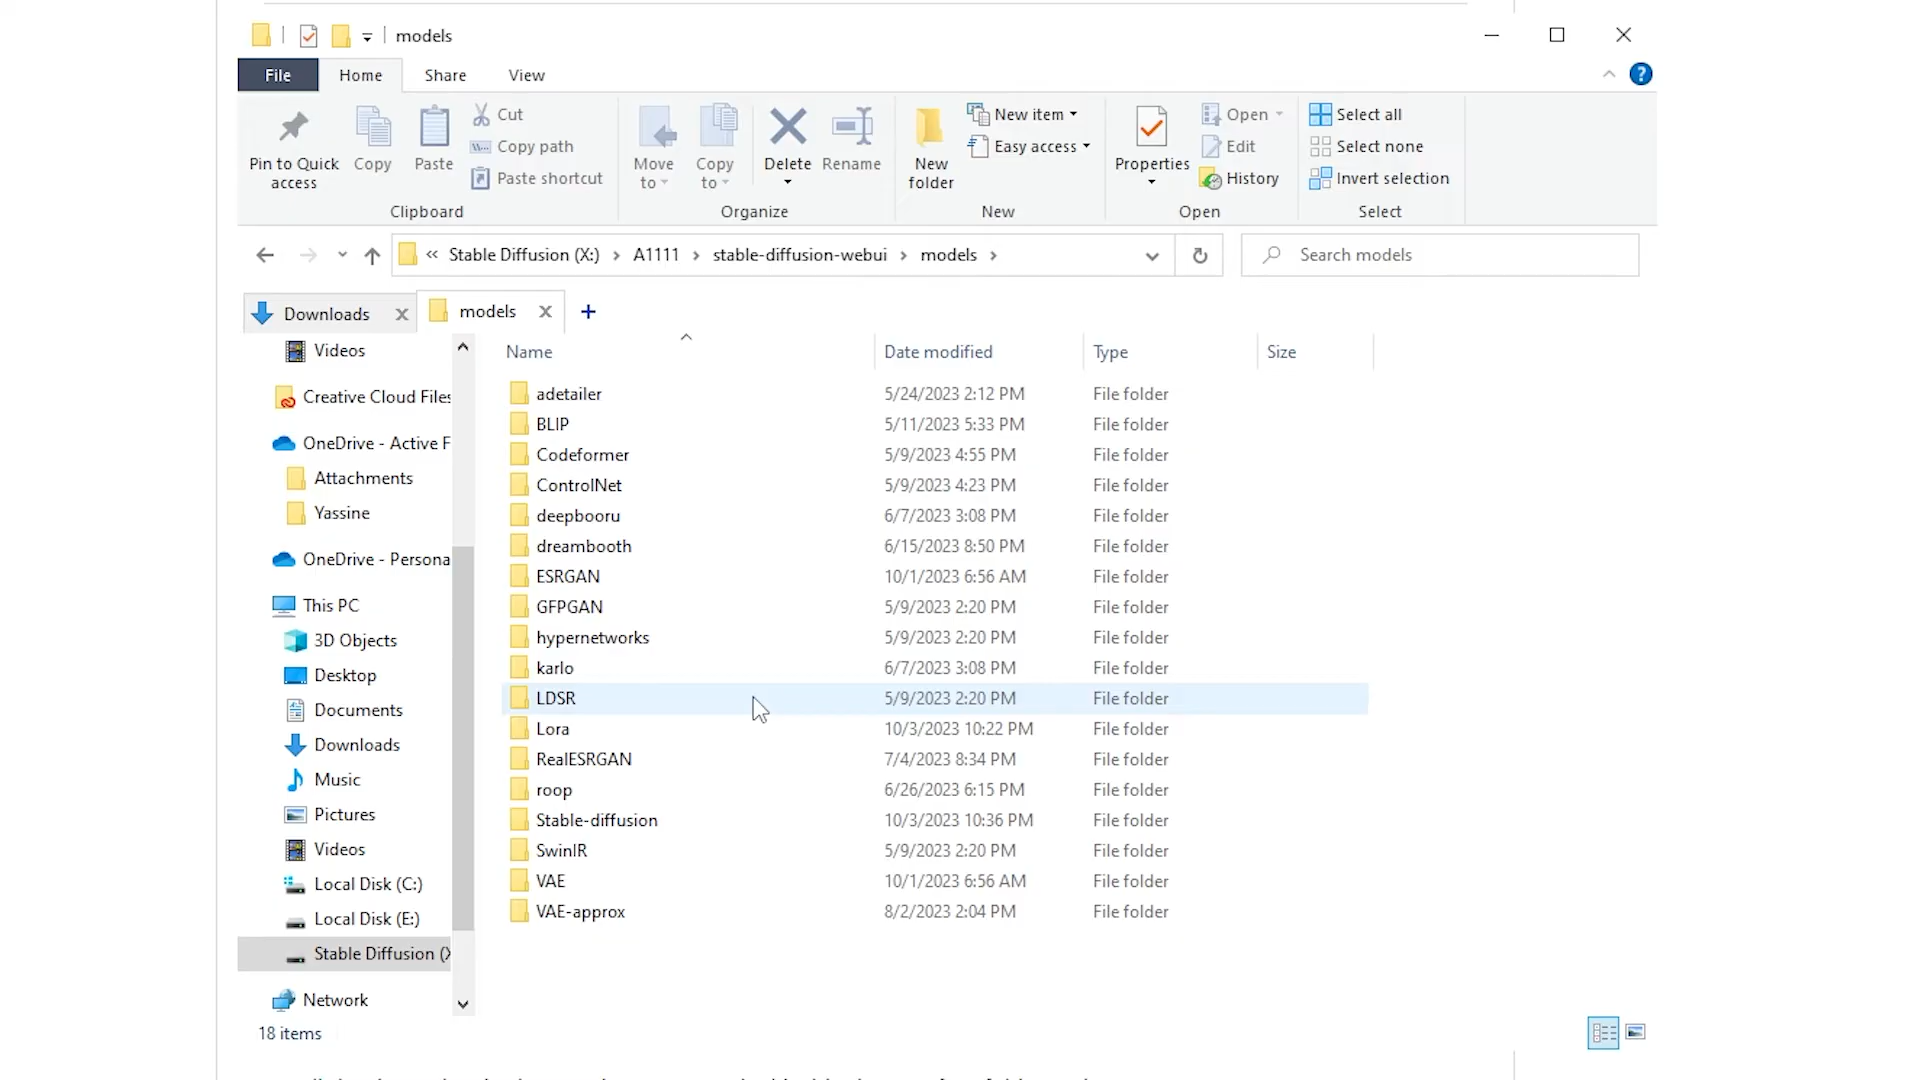 models
File
Home
Share
View
Pin to Quick access
Copy
Paste
Cut
Copy path
Paste shortcut
Clipboard
Move to
Copy to
Delete
Rename
Organize
New folder
New item
Easy access
New
Properties
Open
Edit
History
Open
Select all
Select none
Invert selection
Select
« Stable Diffusion (X:) > A1111 > stable-diffusion-webui > models >
Search models
Downloads
models
Videos
Creative Cloud Files
OneDrive - Active F
Attachments
Yassine
OneDrive - Persona
This PC
3D Objects
Desktop
Documents
Downloads
Music
Pictures
Videos
Local Disk (C:)
Local Disk (E:)
Stable Diffusion (X
Network
Name Date modified Type Size
adetailer 5/24/2023 2:12 PM File folder
BLIP 5/11/2023 5:33 PM File folder
Codeformer 5/9/2023 4:55 PM File folder
ControlNet 5/9/2023 4:23 PM File folder
deepbooru 6/7/2023 3:08 PM File folder
dreambooth 6/15/2023 8:50 PM File folder
ESRGAN 10/1/2023 6:56 AM File folder
GFPGAN 5/9/2023 2:20 PM File folder
hypernetworks 5/9/2023 2:20 PM File folder
karlo 6/7/2023 3:08 PM File folder
LDSR 5/9/2023 2:20 PM File folder
Lora 10/3/2023 10:22 PM File folder
RealESRGAN 7/4/2023 8:34 PM File folder
roop 6/26/2023 6:15 PM File folder
Stable-diffusion 10/3/2023 10:36 PM File folder
SwinIR 5/9/2023 2:20 PM File folder
VAE 10/1/2023 6:56 AM File folder
VAE-approx 8/2/2023 2:04 PM File folder
18 items